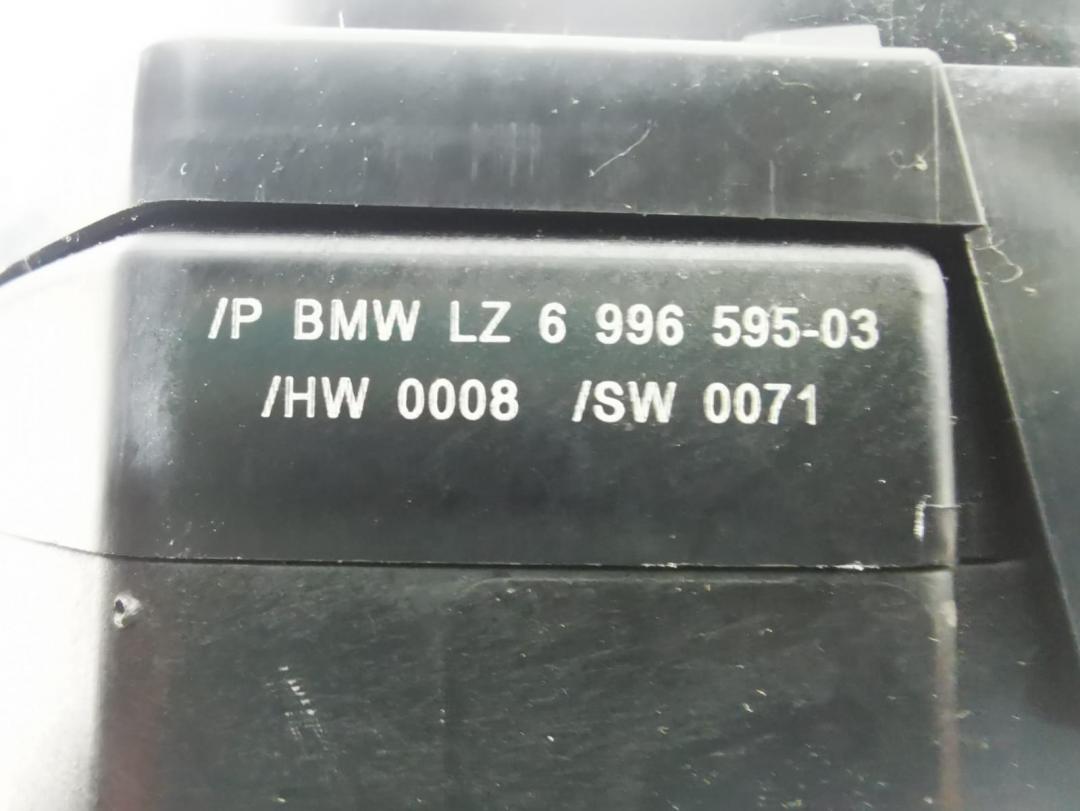 /P BMW LZ 6 996 595-03
/HW 0008 /SW 0071